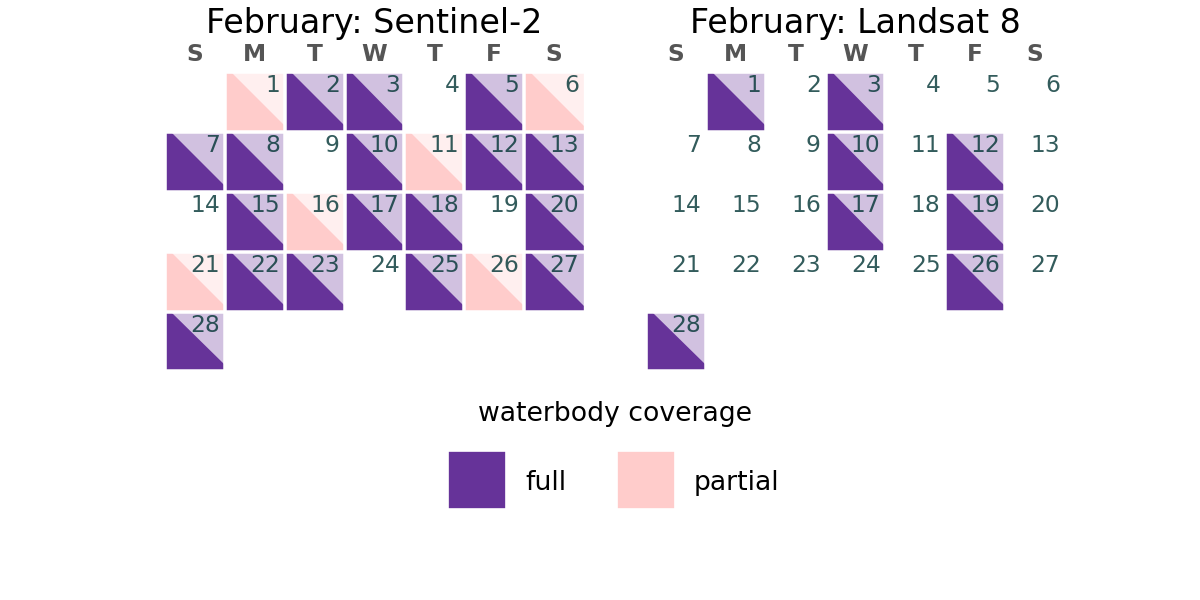 February: Sentinel-2
S M T W T F S
1 2 3 4 5 6
7 8 9 10 11 12 13
14 15 16 17 18 19 20
21 22 23 24 25 26 27
28
February: Landsat 8
S M T W T F S
1 2 3 4 5 6
7 8 9 10 11 12 13
14 15 16 17 18 19 20
21 22 23 24 25 26 27
28
waterbody coverage
full partial